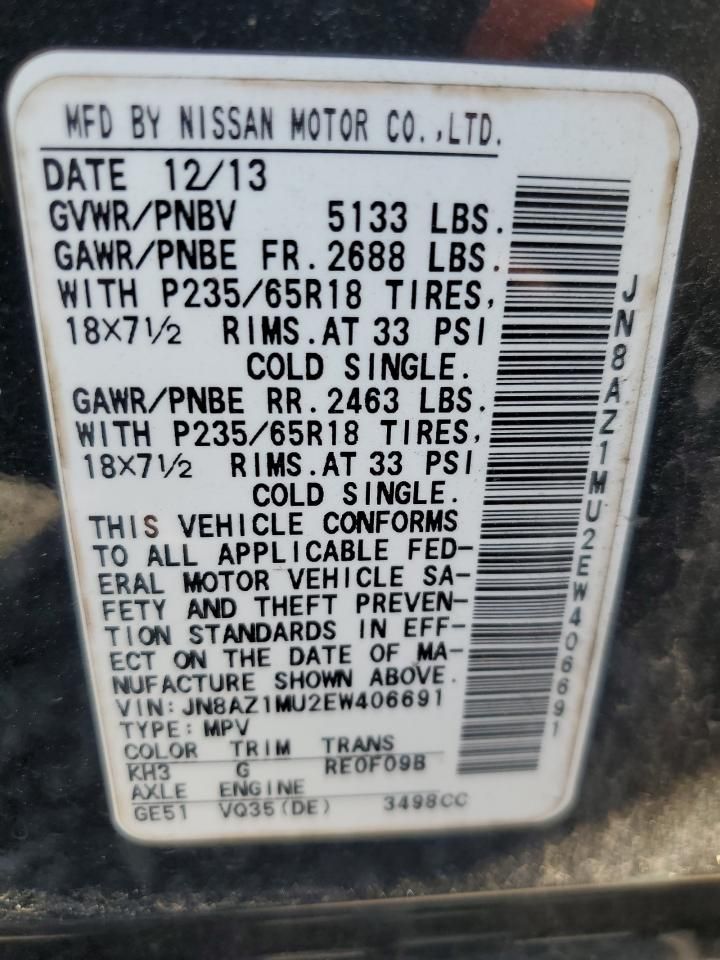 MFD BY NISSAN MOTOR CO.,LTD.
DATE 12/13
GVWR/PNBV 5133 LBS.
GAWR/PNBE FR.2688 LBS.
WITH P235/65R18 TIRES,
18X7½ RIMS.AT 33 PSI
COLD SINGLE.
GAWR/PNBE RR.2463 LBS.
WITH P235/65R18 TIRES,
18X7½ RIMS.AT 33 PSI
COLD SINGLE.
THIS VEHICLE CONFORMS
TO ALL APPLICABLE FED-
ERAL MOTOR VEHICLE SA-
FETY AND THEFT PREVEN-
TION STANDARDS IN EFF-
ECT ON THE DATE OF MA-
NUFACTURE SHOWN ABOVE.
VIN:JN8AZ1MU2EW406691
TYPE:MPV
COLOR TRIM TRANS
KH3 G RE0F09B
AXLE ENGINE
GE51 VQ35(DE) 3498CC
JN8AZ1MU2EW406691